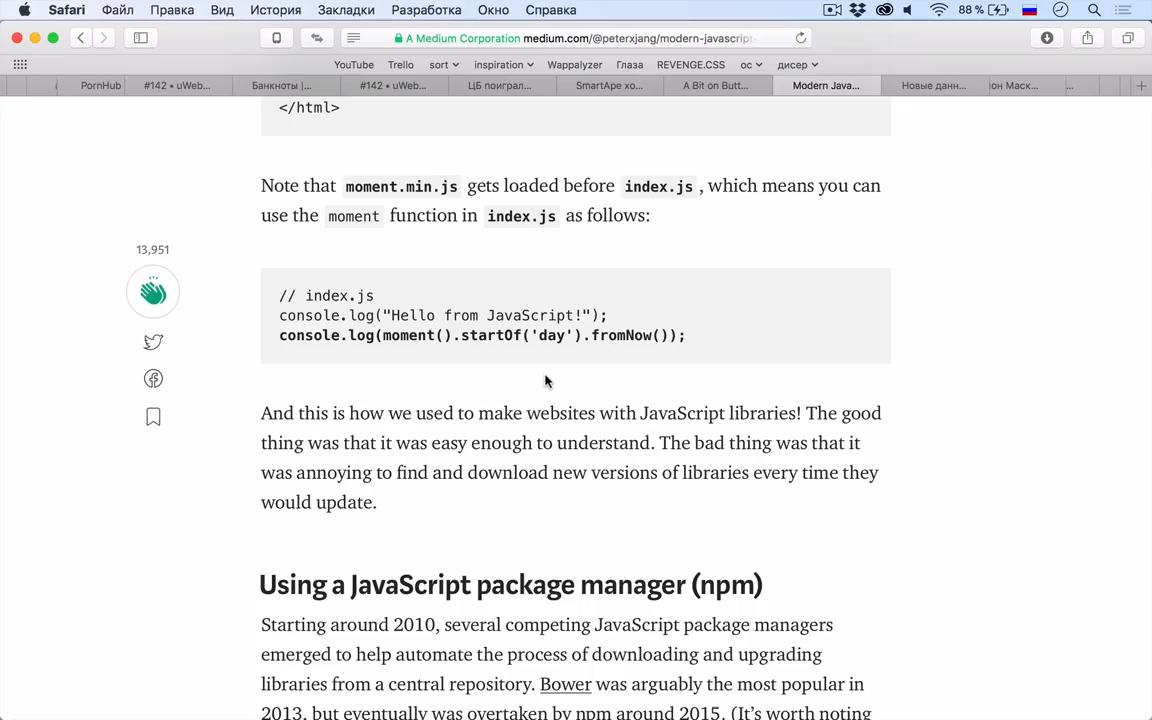 Safari Файл Правка Вид История Закладки Разработка Окно Справка 88 %
A Medium Corporation medium.com/@peterxjang/modern-javascript-
YouTube Trello sort inspiration Wappalyzer Глаза REVENGE.CSS ос дисер
PornHub #142 • uWeb... Банкноты |... #142 • uWeb... ЦБ поиграл... SmartApe хо... A Bit on Butt... Modern Java... Новые данн... он Маск... ...
</html>
Note that moment.min.js gets loaded before index.js, which means you can
use the moment function in index.js as follows:
13,951
// index.js
console.log("Hello from JavaScript!");
console.log(moment().startOf('day').fromNow());
And this is how we used to make websites with JavaScript libraries! The good
thing was that it was easy enough to understand. The bad thing was that it
was annoying to find and download new versions of libraries every time they
would update.
Using a JavaScript package manager (npm)
Starting around 2010, several competing JavaScript package managers
emerged to help automate the process of downloading and upgrading
libraries from a central repository. Bower was arguably the most popular in
2013, but eventually was overtaken by npm around 2015. (It's worth noting